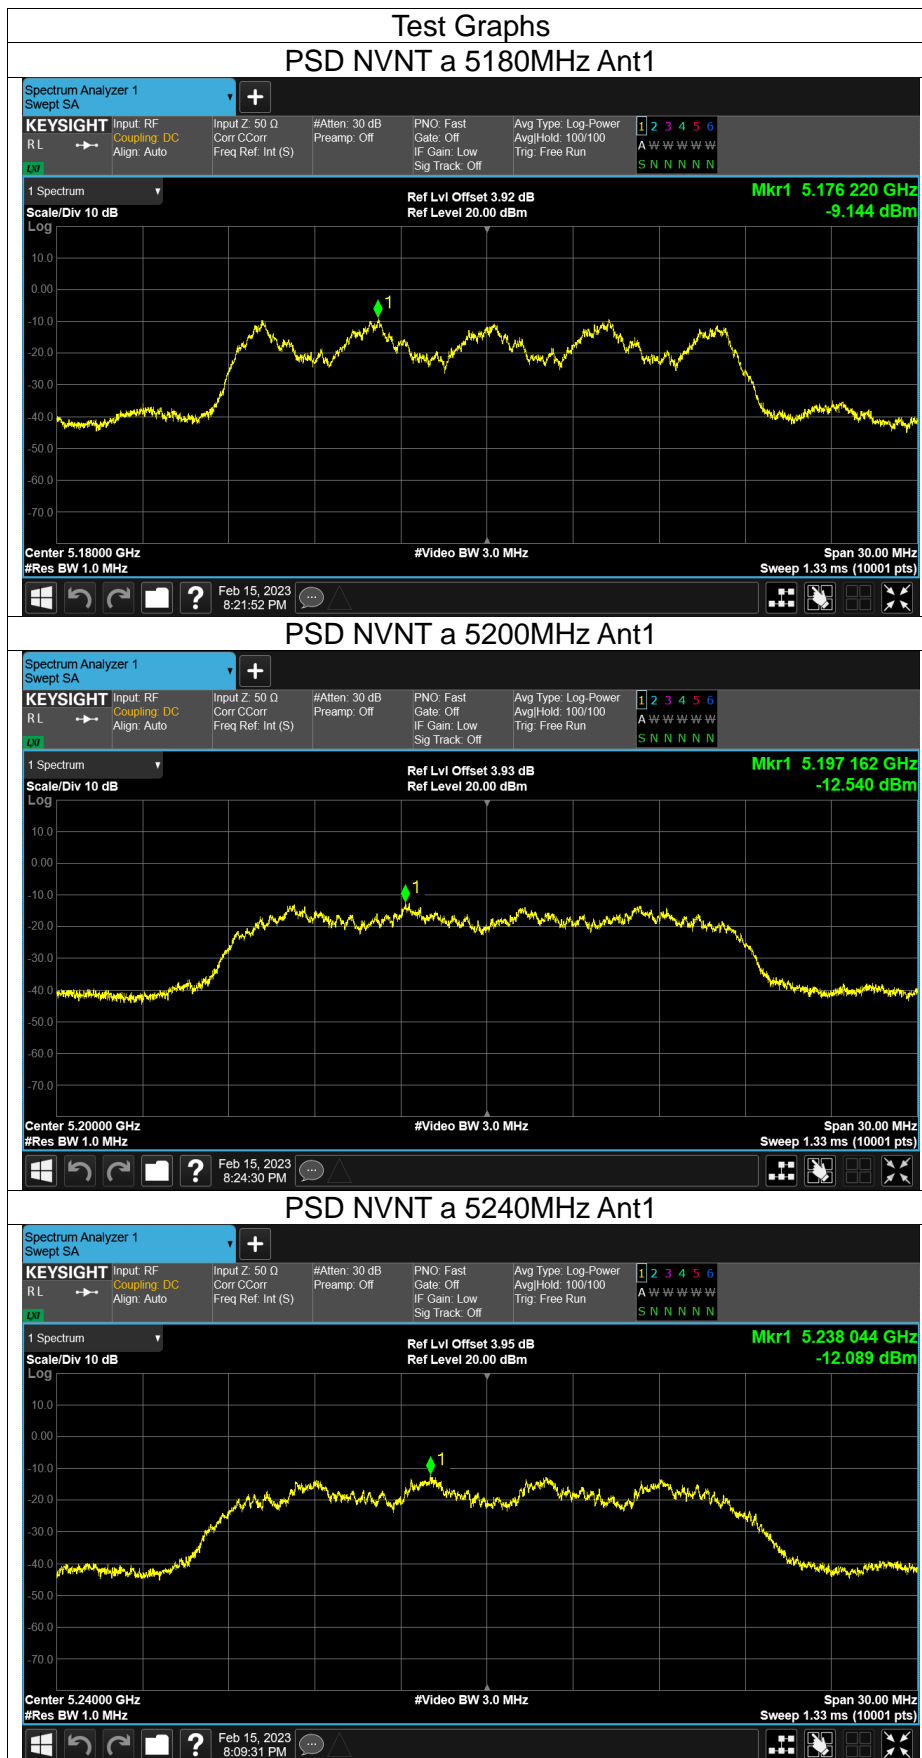 Test Graphs
PSD NVNT a 5180MHz Ant1
Spectrum Analyzer 1
Swept SA
+
KEYSIGHT Input: RF Input Z: 50 Ω #Atten: 30 dB PNO: Fast Avg Type: Log-Power 1 2 3 4 5 6
RL Coupling: DC Corr CCorr Preamp: Off Gate: Off Avg|Hold: 100/100 A W W W W W
Align: Auto Freq Ref: Int (S) IF Gain: Low Trig: Free Run
LXI Sig Track: Off S N N N N N
1 Spectrum Ref Lvl Offset 3.92 dB Mkr1 5.176 220 GHz
Scale/Div 10 dB Ref Level 20.00 dBm -9.144 dBm
Log
10.0
0.00
1
-10.0
-20.0
-30.0
-40.0
-50.0
-60.0
-70.0
Center 5.18000 GHz #Video BW 3.0 MHz Span 30.00 MHz
#Res BW 1.0 MHz Sweep 1.33 ms (10001 pts)
? Feb 15, 2023
8:21:52 PM
PSD NVNT a 5200MHz Ant1
Spectrum Analyzer 1
Swept SA
+
KEYSIGHT Input: RF Input Z: 50 Ω #Atten: 30 dB PNO: Fast Avg Type: Log-Power 1 2 3 4 5 6
RL Coupling: DC Corr CCorr Preamp: Off Gate: Off Avg|Hold: 100/100 A W W W W W
Align: Auto Freq Ref: Int (S) IF Gain: Low Trig: Free Run
LXI Sig Track: Off S N N N N N
1 Spectrum Ref Lvl Offset 3.93 dB Mkr1 5.197 162 GHz
Scale/Div 10 dB Ref Level 20.00 dBm -12.540 dBm
Log
10.0
0.00
1
-10.0
-20.0
-30.0
-40.0
-50.0
-60.0
-70.0
Center 5.20000 GHz #Video BW 3.0 MHz Span 30.00 MHz
#Res BW 1.0 MHz Sweep 1.33 ms (10001 pts)
? Feb 15, 2023
8:24:30 PM
PSD NVNT a 5240MHz Ant1
Spectrum Analyzer 1
Swept SA
+
KEYSIGHT Input: RF Input Z: 50 Ω #Atten: 30 dB PNO: Fast Avg Type: Log-Power 1 2 3 4 5 6
RL Coupling: DC Corr CCorr Preamp: Off Gate: Off Avg|Hold: 100/100 A W W W W W
Align: Auto Freq Ref: Int (S) IF Gain: Low Trig: Free Run
LXI Sig Track: Off S N N N N N
1 Spectrum Ref Lvl Offset 3.95 dB Mkr1 5.238 044 GHz
Scale/Div 10 dB Ref Level 20.00 dBm -12.089 dBm
Log
10.0
0.00
1
-10.0
-20.0
-30.0
-40.0
-50.0
-60.0
-70.0
Center 5.24000 GHz #Video BW 3.0 MHz Span 30.00 MHz
#Res BW 1.0 MHz Sweep 1.33 ms (10001 pts)
? Feb 15, 2023
8:09:31 PM